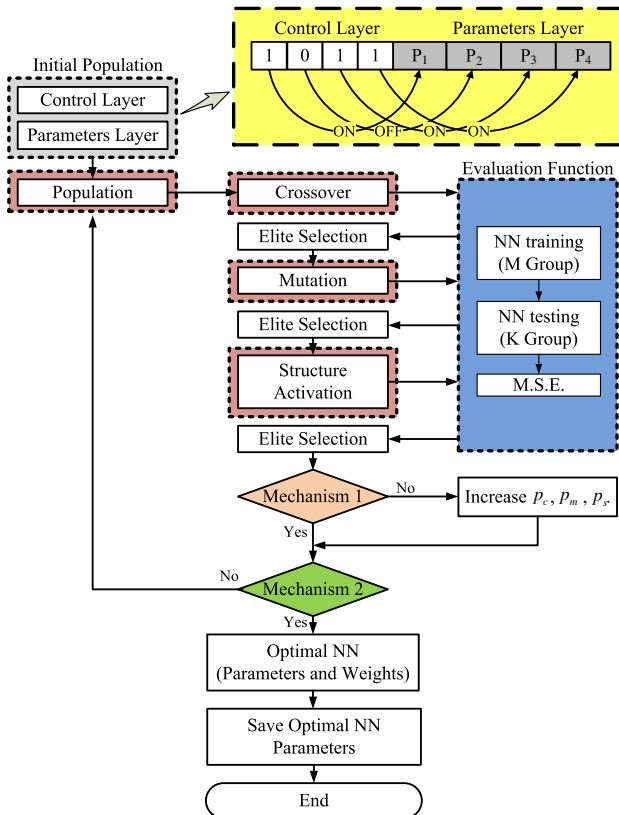 Control Layer Parameters Layer
1 0 1 1 P1 P2 P3 P4
ON OFF ON ON
Initial Population
Control Layer
Parameters Layer
Population
Crossover
Evaluation Function
Elite Selection
NN training
(M Group)
Mutation
Elite Selection
NN testing
(K Group)
Structure
Activation
M.S.E.
Elite Selection
Mechanism 1
No
Increase pc, pm, ps.
Yes
No
Mechanism 2
Yes
Optimal NN
(Parameters and Weights)
Save Optimal NN
Parameters
End